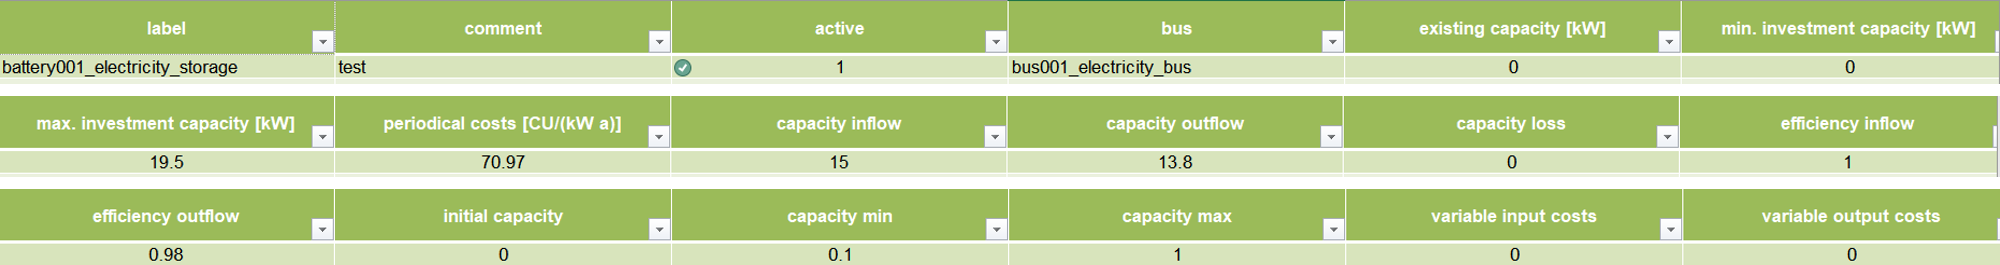 label comment active bus existing capacity [kW] min. investment capacity [kW]
battery001_electricity_storage test 1 bus001_electricity_bus 0 0
max. investment capacity [kW] periodical costs [CU/(kW a)] capacity inflow capacity outflow capacity loss efficiency inflow
19.5 70.97 15 13.8 0 1
efficiency outflow initial capacity capacity min capacity max variable input costs variable output costs
0.98 0 0.1 1 0 0